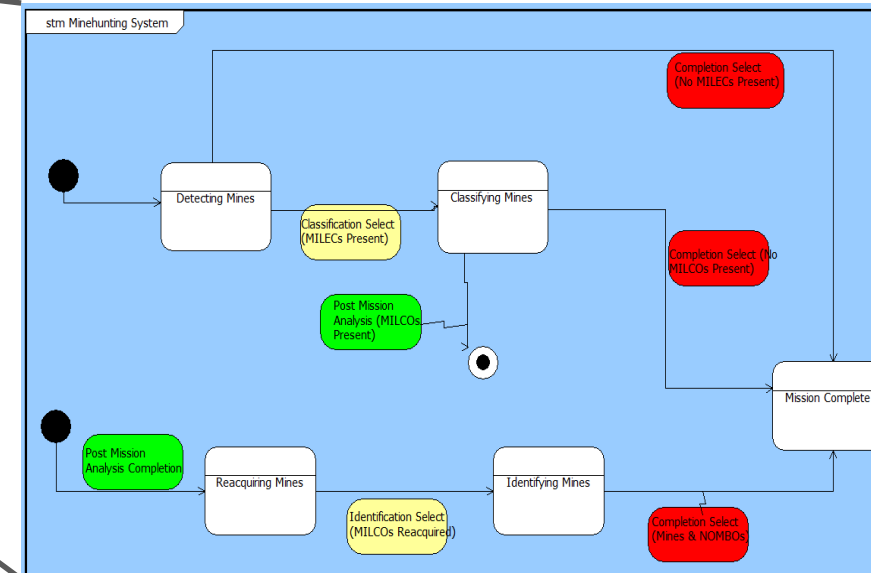 stm Minehunting System
Completion Select
(No MILECs Present)
Detecting Mines
Classifying Mines
Classification Select
(MILECs Present)
Completion Select (No
MILCOs Present)
Post Mission
Analysis (MILCOs
Present)
Mission Complete
Post Mission
Analysis Completion
Reacquiring Mines
Identifying Mines
Identification Select
(MILCOs Reacquired)
Completion Select
(Mines & NOMBOs)